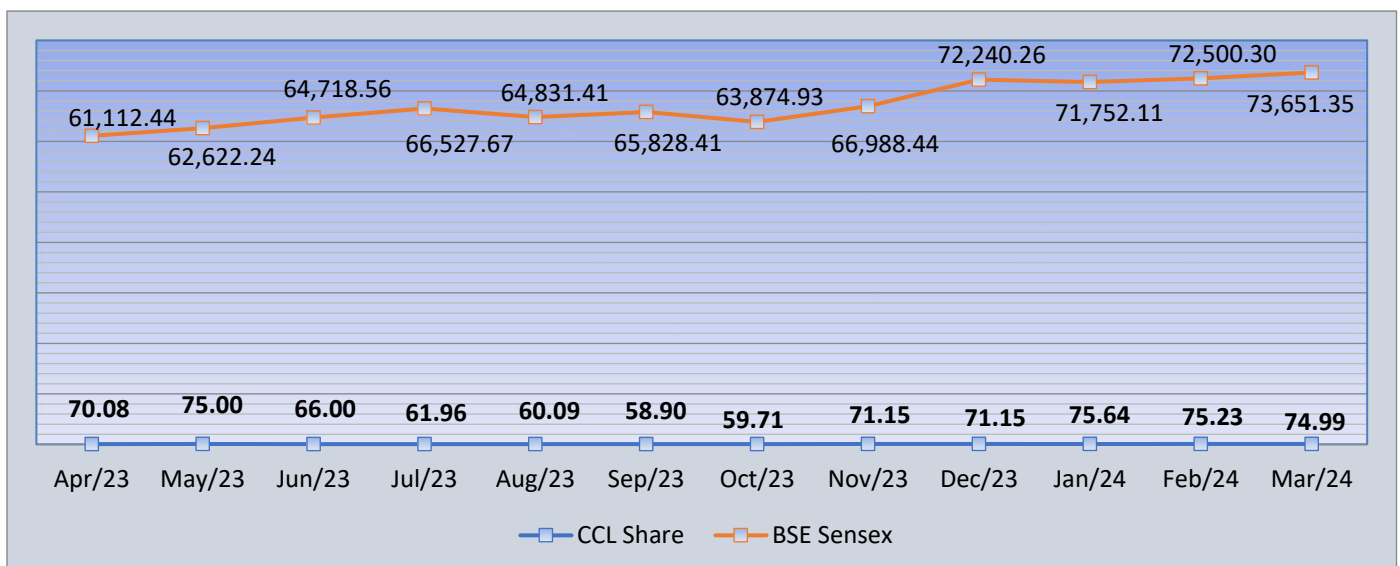 72,240.26 72,500.30
64,718.56 64,831.41 63,874.93
61,112.44 73,651.35
71,752.11
62,622.24 66,527.67 65,828.41 66,988.44
70.08 75.00 66.00 61.96 60.09 58.90 59.71 71.15 71.15 75.64 75.23 74.99
Apr/23 May/23 Jun/23 Jul/23 Aug/23 Sep/23 Oct/23 Nov/23 Dec/23 Jan/24 Feb/24 Mar/24
CCL Share BSE Sensex